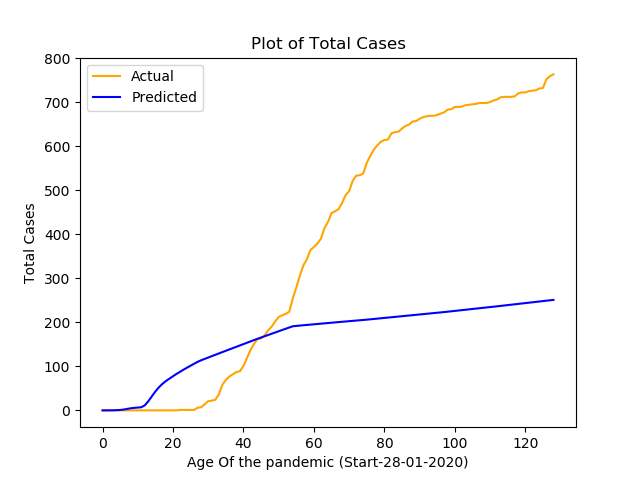 Plot of Total Cases
Actual
Predicted
Total Cases
800
700
600
500
400
300
200
100
0
0 20 40 60 80 100 120
Age Of the pandemic (Start-28-01-2020)